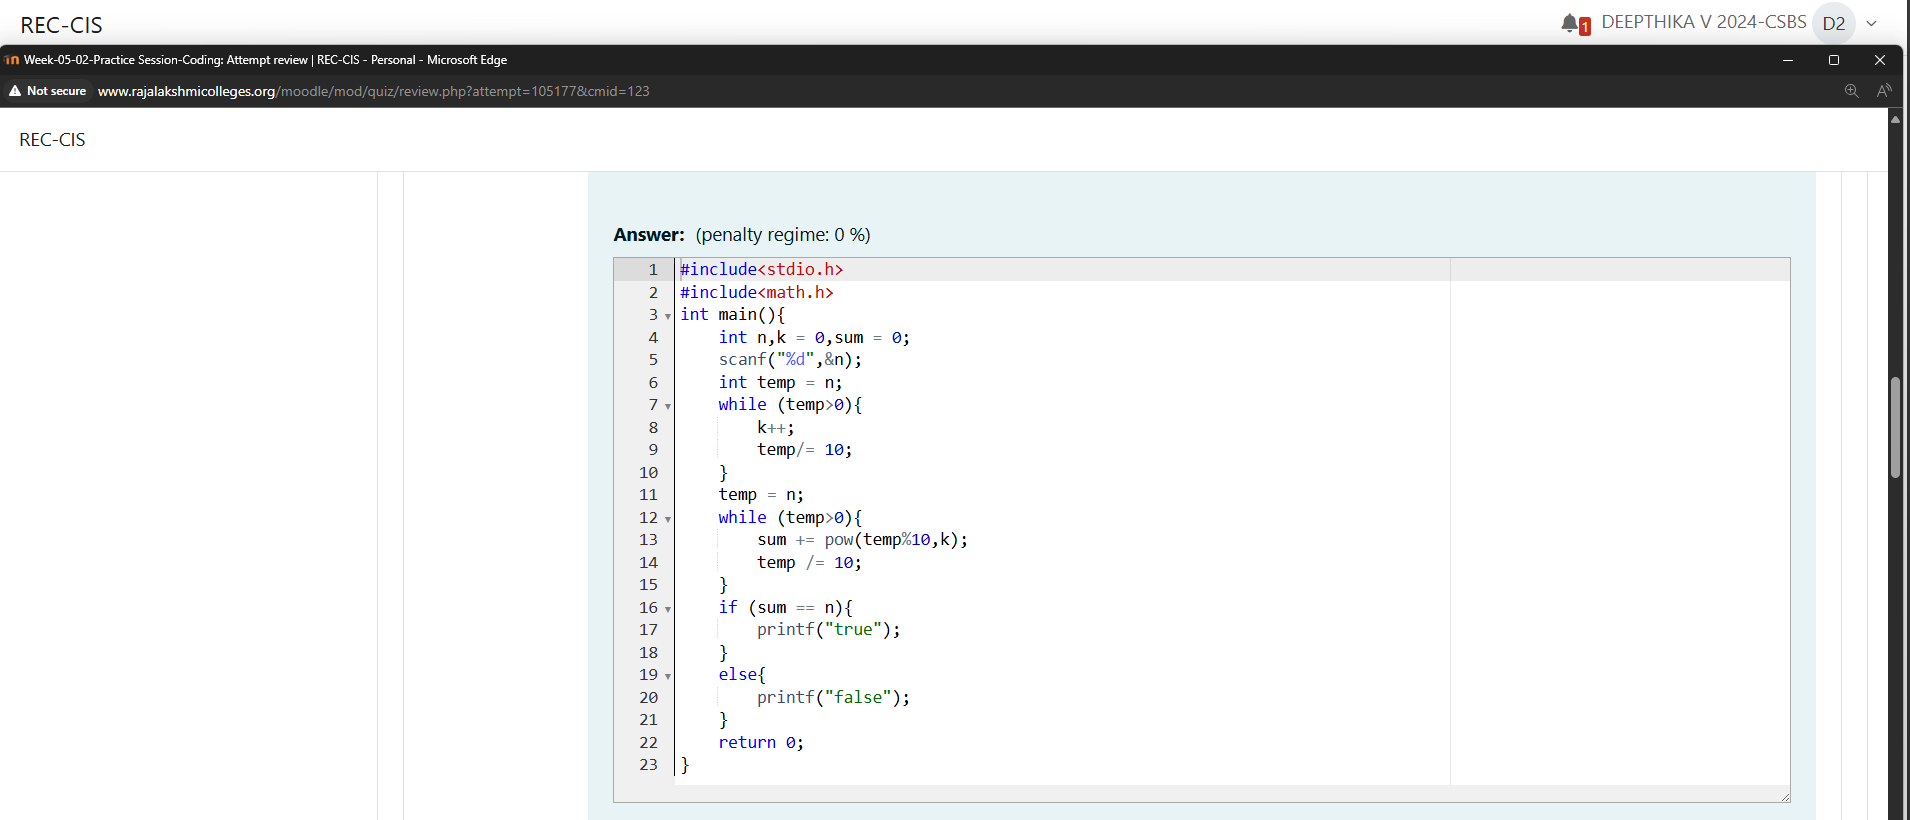 REC-CIS
1 DEEPTHIKA V 2024-CSBS D2
Week-05-02-Practice Session-Coding: Attempt review | REC-CIS - Personal - Microsoft Edge
Not secure www.rajalakshmicolleges.org/moodle/mod/quiz/review.php?attempt=105177&cmid=123
REC-CIS
Answer: (penalty regime: 0 %)
1 #include<stdio.h>
2 #include<math.h>
3 int main(){
4     int n,k = 0,sum = 0;
5     scanf("%d",&n);
6     int temp = n;
7     while (temp>0){
8         k++;
9         temp/= 10;
10     }
11     temp = n;
12     while (temp>0){
13         sum += pow(temp%10,k);
14         temp /= 10;
15     }
16     if (sum == n){
17         printf("true");
18     }
19     else{
20         printf("false");
21     }
22     return 0;
23 }